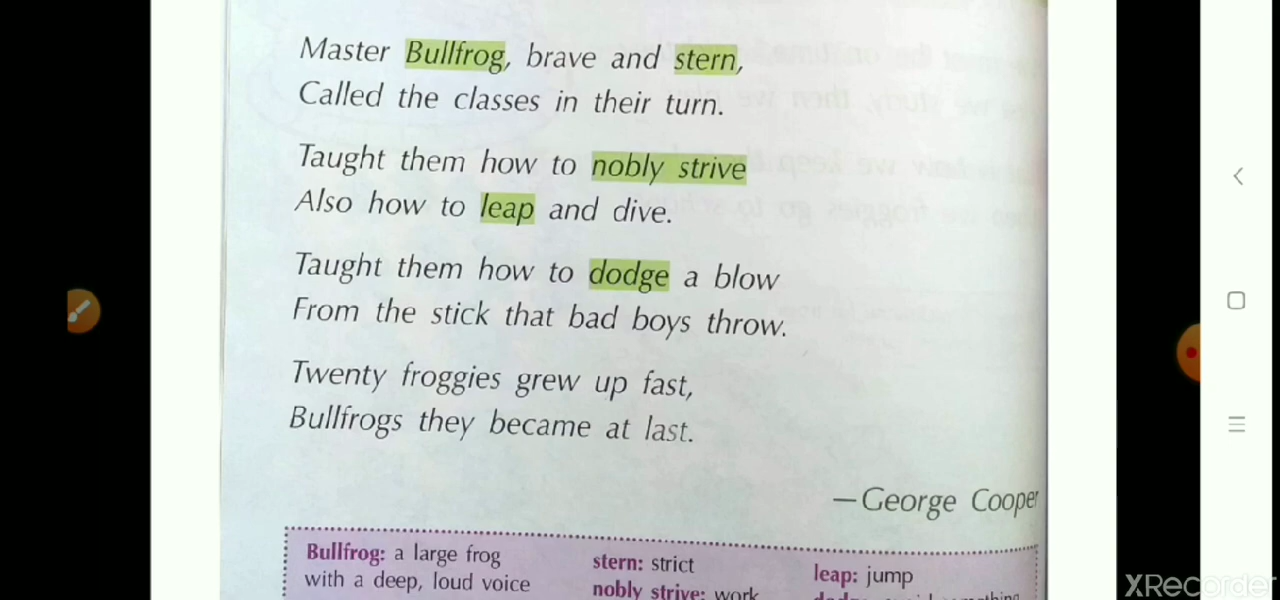 Master Bullfrog, brave and stern,
Called the classes in their turn.
Taught them how to nobly strive
Also how to leap and dive.
Taught them how to dodge a blow
From the stick that bad boys throw.
Twenty froggies grew up fast,
Bullfrogs they became at last.
—George Cooper
Bullfrog: a large frog
with a deep, loud voice
stern: strict
nobly strive: work
leap: jump
XRecorder